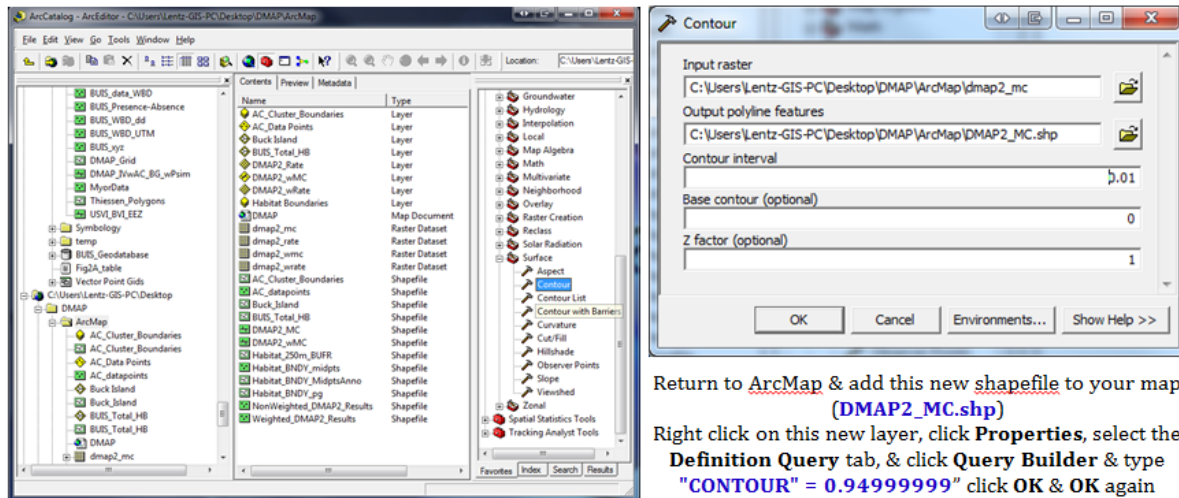 ArcCatalog - ArcEditor - C:\Users\Lentz-GIS-PC\Desktop\DMAP\ArcMap
File Edit View Go Tools Window Help
Location: C:\Users\Lentz-GIS-
BUIS_data_WBD
BUIS_Presence-Absence
BUIS_WBD_dd
BUIS_WBD_UTM
BUIS_xyz
DMAP_Grid
DMAP_IVwAC_BG_wPsim
MyorData
Thiessen_Polygons
USVI_BVI_EEZ
Symbology
temp
BUIS_Geodatabase
Fig2A_table
Vector Point Gids
C:\Users\Lentz-GIS-PC\Desktop
DMAP
ArcMap
AC_Cluster_Boundaries
AC_Cluster_Boundaries
AC_Data Points
AC_datapoints
Buck Island
Buck_Island
BUIS_Total_HB
BUIS_Total_HB
DMAP
dmap2_mc
Contents Preview Metadata
Name Type
AC_Cluster_Boundaries Layer
AC_Data Points Layer
Buck Island Layer
BUIS_Total_HB Layer
DMAP2_Rate Layer
DMAP2_wMC Layer
DMAP2_wRate Layer
Habitat Boundaries Layer
DMAP Map Document
dmap2_mc Raster Dataset
dmap2_rate Raster Dataset
dmap2_wmc Raster Dataset
dmap2_wrate Raster Dataset
AC_Cluster_Boundaries Shapefile
AC_datapoints Shapefile
Buck_Island Shapefile
BUIS_Total_HB Shapefile
DMAP2_MC Shapefile
DMAP2_wMC Shapefile
Habitat_250m_BUFR Shapefile
Habitat_BNDY_midpts Shapefile
Habitat_BNDY_MidptsAnno Shapefile
Habitat_BNDY_pg Shapefile
NonWeighted_DMAP2_Results Shapefile
Weighted_DMAP2_Results Shapefile
Groundwater
Hydrology
Interpolation
Local
Map Algebra
Math
Multivariate
Neighborhood
Overlay
Raster Creation
Reclass
Solar Radiation
Surface
Aspect
Contour
Contour List
Contour with Barriers
Curvature
Cut/Fill
Hillshade
Observer Points
Slope
Viewshed
Zonal
Spatial Statistics Tools
Tracking Analyst Tools
Favorites Index Search Results
Contour
Input raster
C:\Users\Lentz-GIS-PC\Desktop\DMAP\ArcMap\dmap2_mc
Output polyline features
C:\Users\Lentz-GIS-PC\Desktop\DMAP\ArcMap\DMAP2_MC.shp
Contour interval
0.01
Base contour (optional)
0
Z factor (optional)
1
OK Cancel Environments... Show Help >>
Return to ArcMap & add this new shapefile to your map
(DMAP2_MC.shp)
Right click on this new layer, click Properties, select the
Definition Query tab, & click Query Builder & type
"CONTOUR" = 0.94999999” click OK & OK again